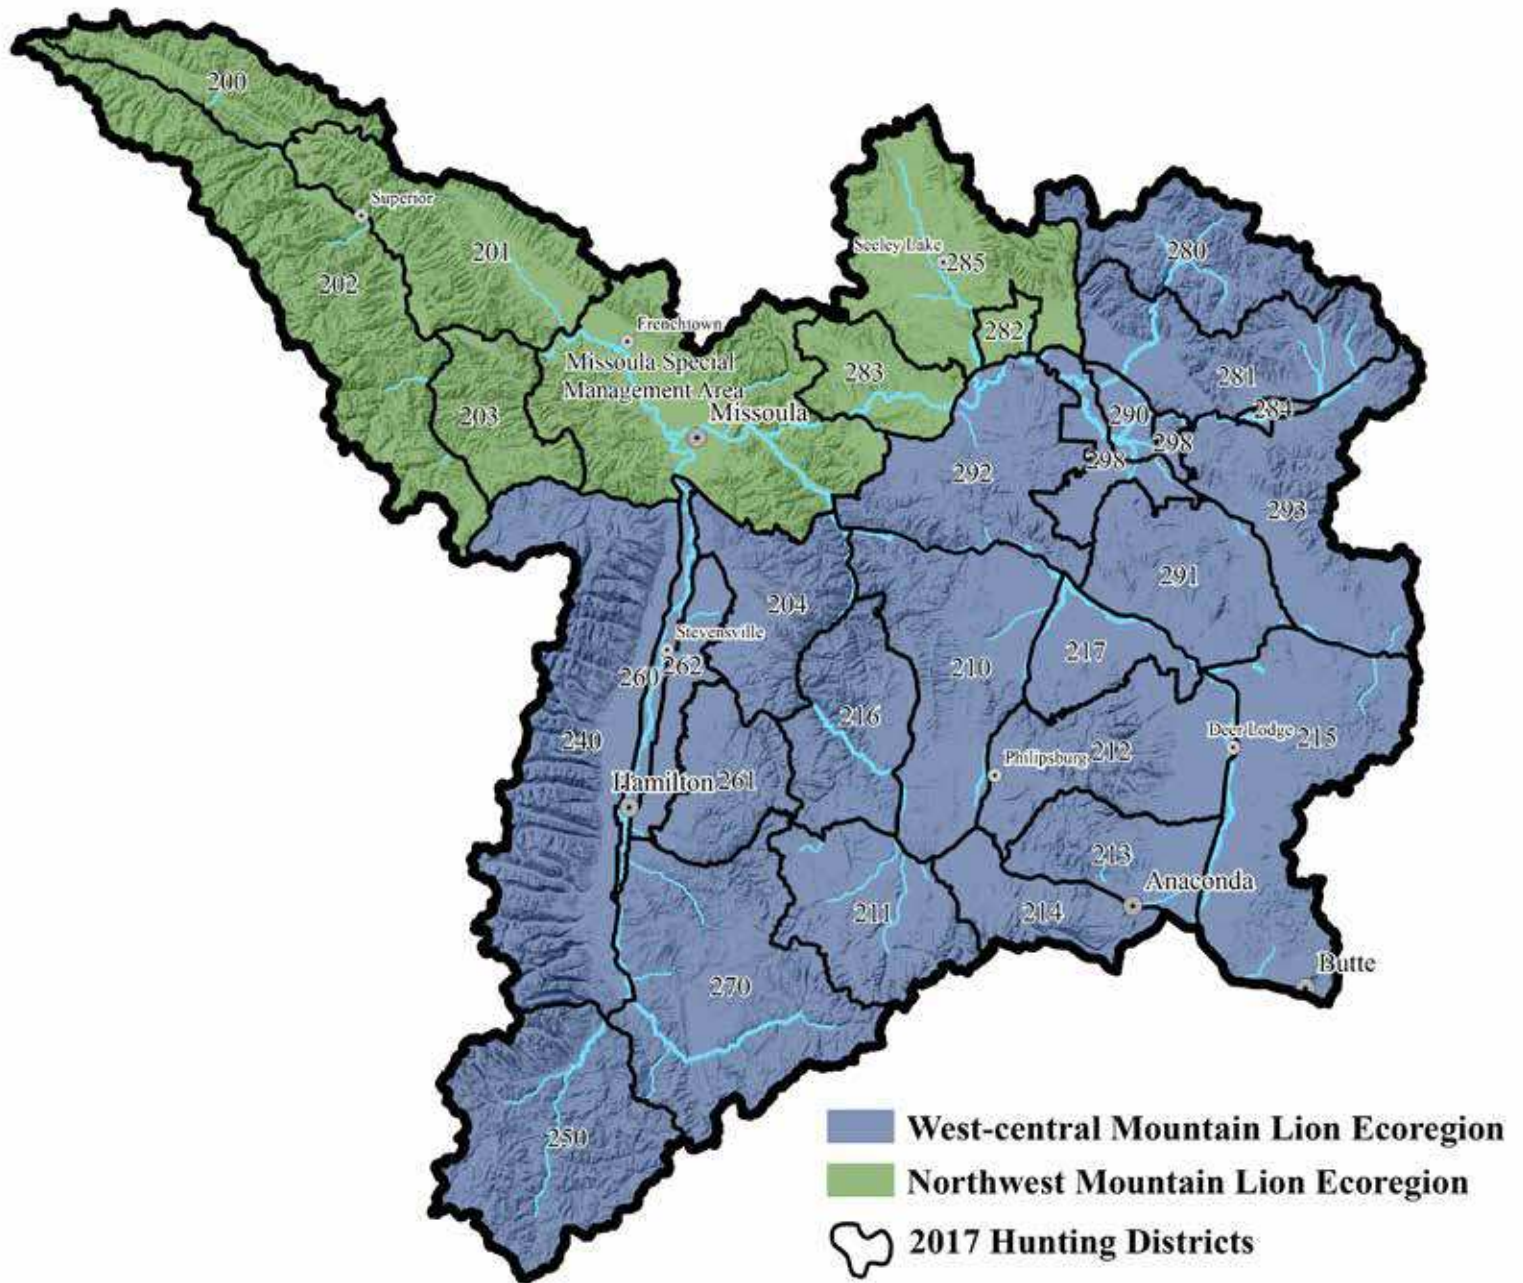 200
Superior
201
202
280
Seeley Lake
285
Frenchtown
282
Missoula Special
Management Area
283
281
203
Missoula
290
284
298
298
292
293
291
204
Stevensville
217
260
262
210
216
240
Deer Lodge
215
Philipsburg
212
Hamilton
261
213
Anaconda
211
214
Butte
270
250
West-central Mountain Lion Ecoregion
Northwest Mountain Lion Ecoregion
2017 Hunting Districts